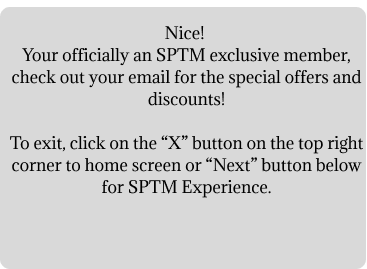 Nice!
Your officially an SPTM exclusive member,
check out your email for the special offers and
discounts!
To exit, click on the “X” button on the top right
corner to home screen or “Next” button below
for SPTM Experience.